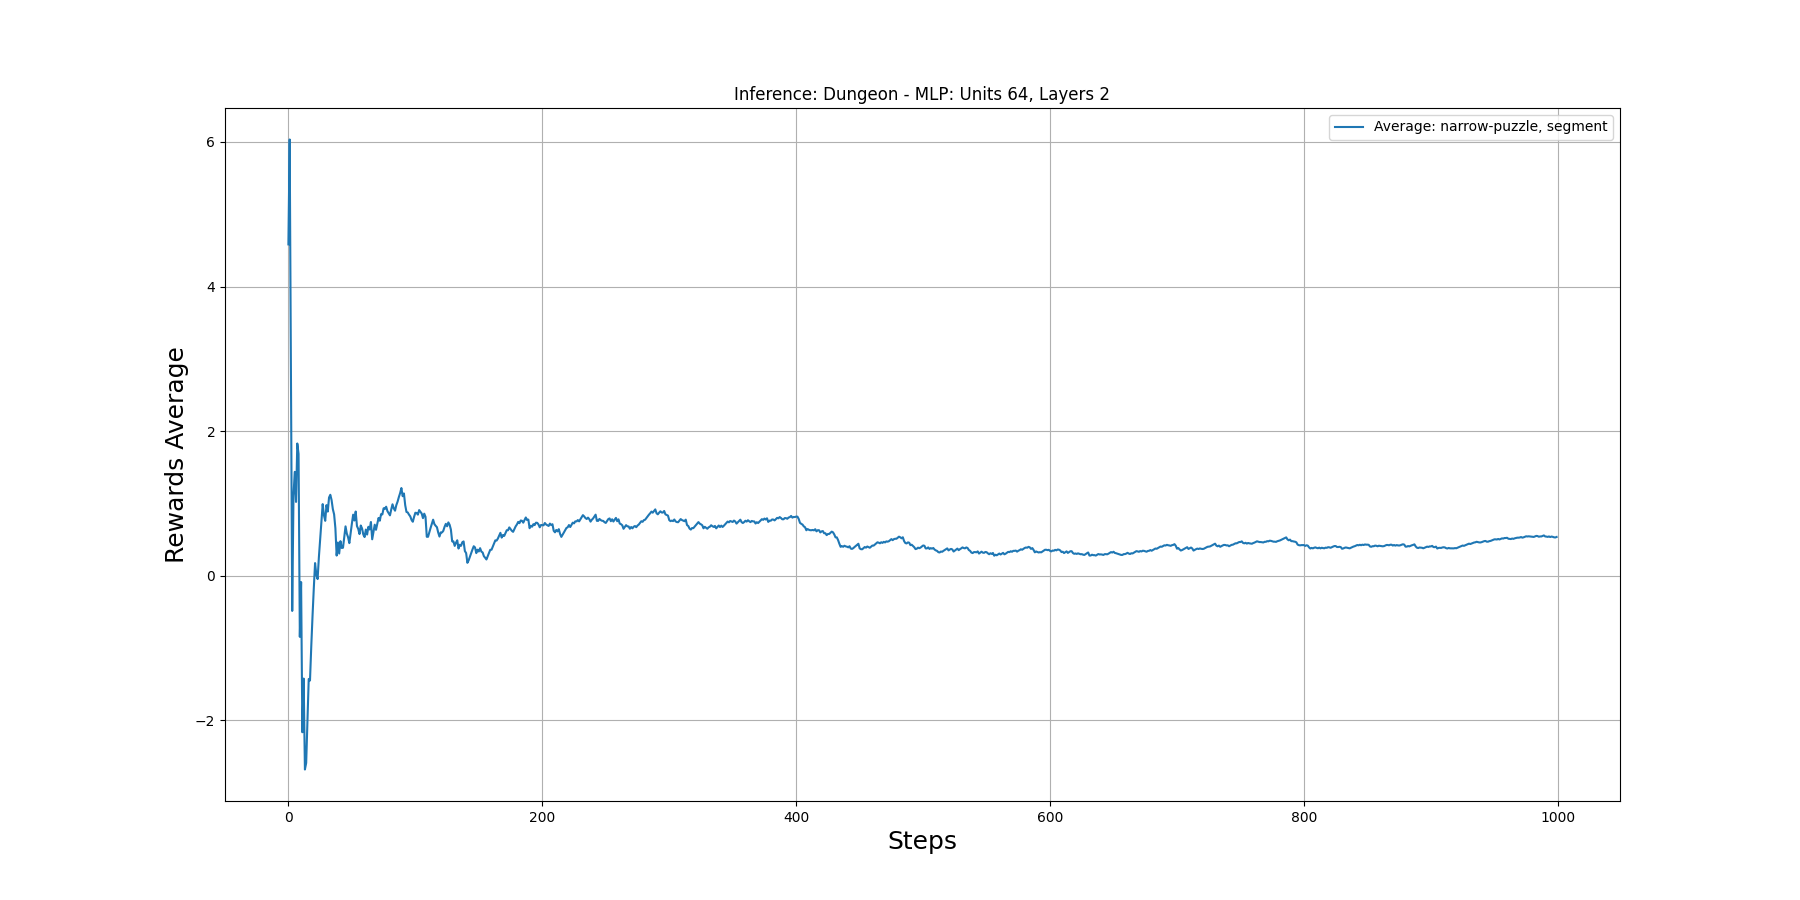 Inference: Dungeon - MLP: Units 64, Layers 2
Average: narrow-puzzle, segment
Rewards Average
6
4
2
0
−2
0 200 400 600 800 1000
Steps